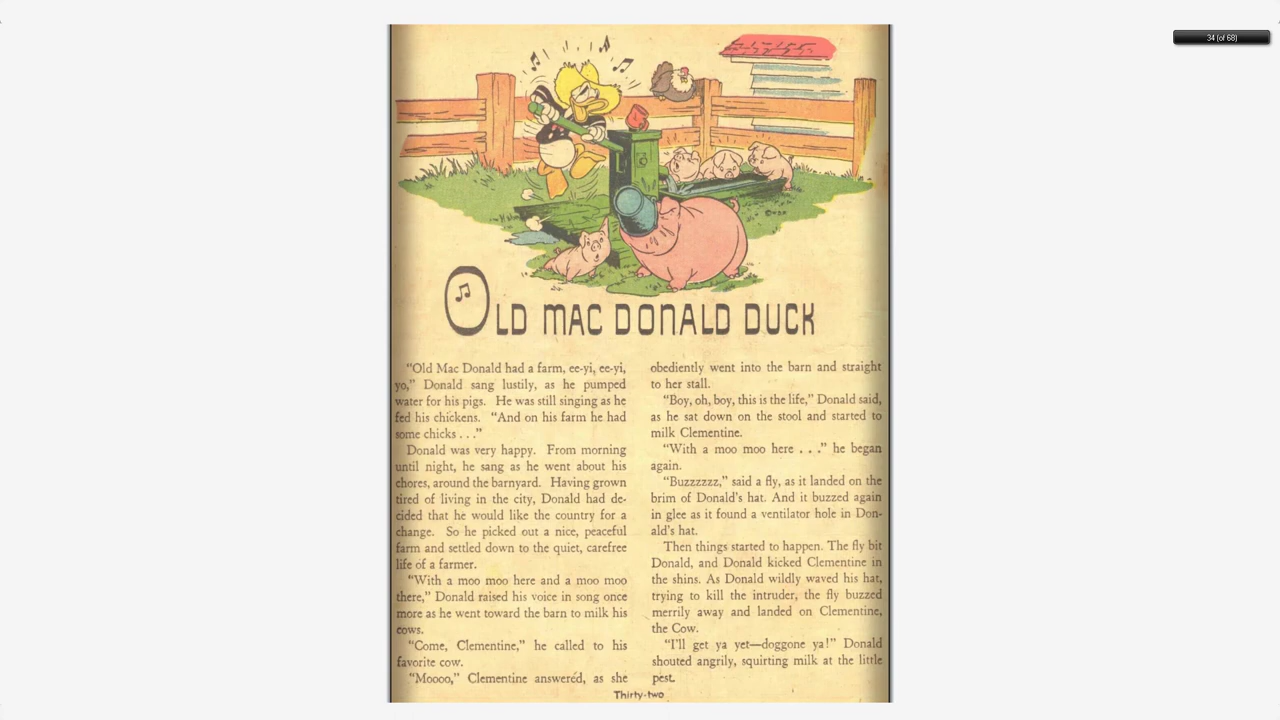 34 (of 68)
OLD MAC DONALD DUCK
"Old Mac Donald had a farm, ee-yi, ee-yi,
yo," Donald sang lustily, as he pumped
water for his pigs. He was still singing as he
fed his chickens. "And on his farm he had
some chicks . . ."
Donald was very happy. From morning
until night, he sang as he went about his
chores, around the barnyard. Having grown
tired of living in the city, Donald had de-
cided that he would like the country for a
change. So he picked out a nice, peaceful
farm and settled down to the quiet, carefree
life of a farmer.
"With a moo moo here and a moo moo
there," Donald raised his voice in song once
more as he went toward the barn to milk his
cows.
"Come, Clementine," he called to his
favorite cow.
"Moooo," Clementine answered, as she
obediently went into the barn and straight
to her stall.
"Boy, oh, boy, this is the life," Donald said,
as he sat down on the stool and started to
milk Clementine.
"With a moo moo here . . ." he began
again.
"Buzzzzzz," said a fly, as it landed on the
brim of Donald's hat. And it buzzed again
in glee as it found a ventilator hole in Don-
ald's hat.
Then things started to happen. The fly bit
Donald, and Donald kicked Clementine in
the shins. As Donald wildly waved his hat,
trying to kill the intruder, the fly buzzed
merrily away and landed on Clementine,
the Cow.
"I'll get ya yet—doggone ya!" Donald
shouted angrily, squirting milk at the little
pest.
Thirty-two